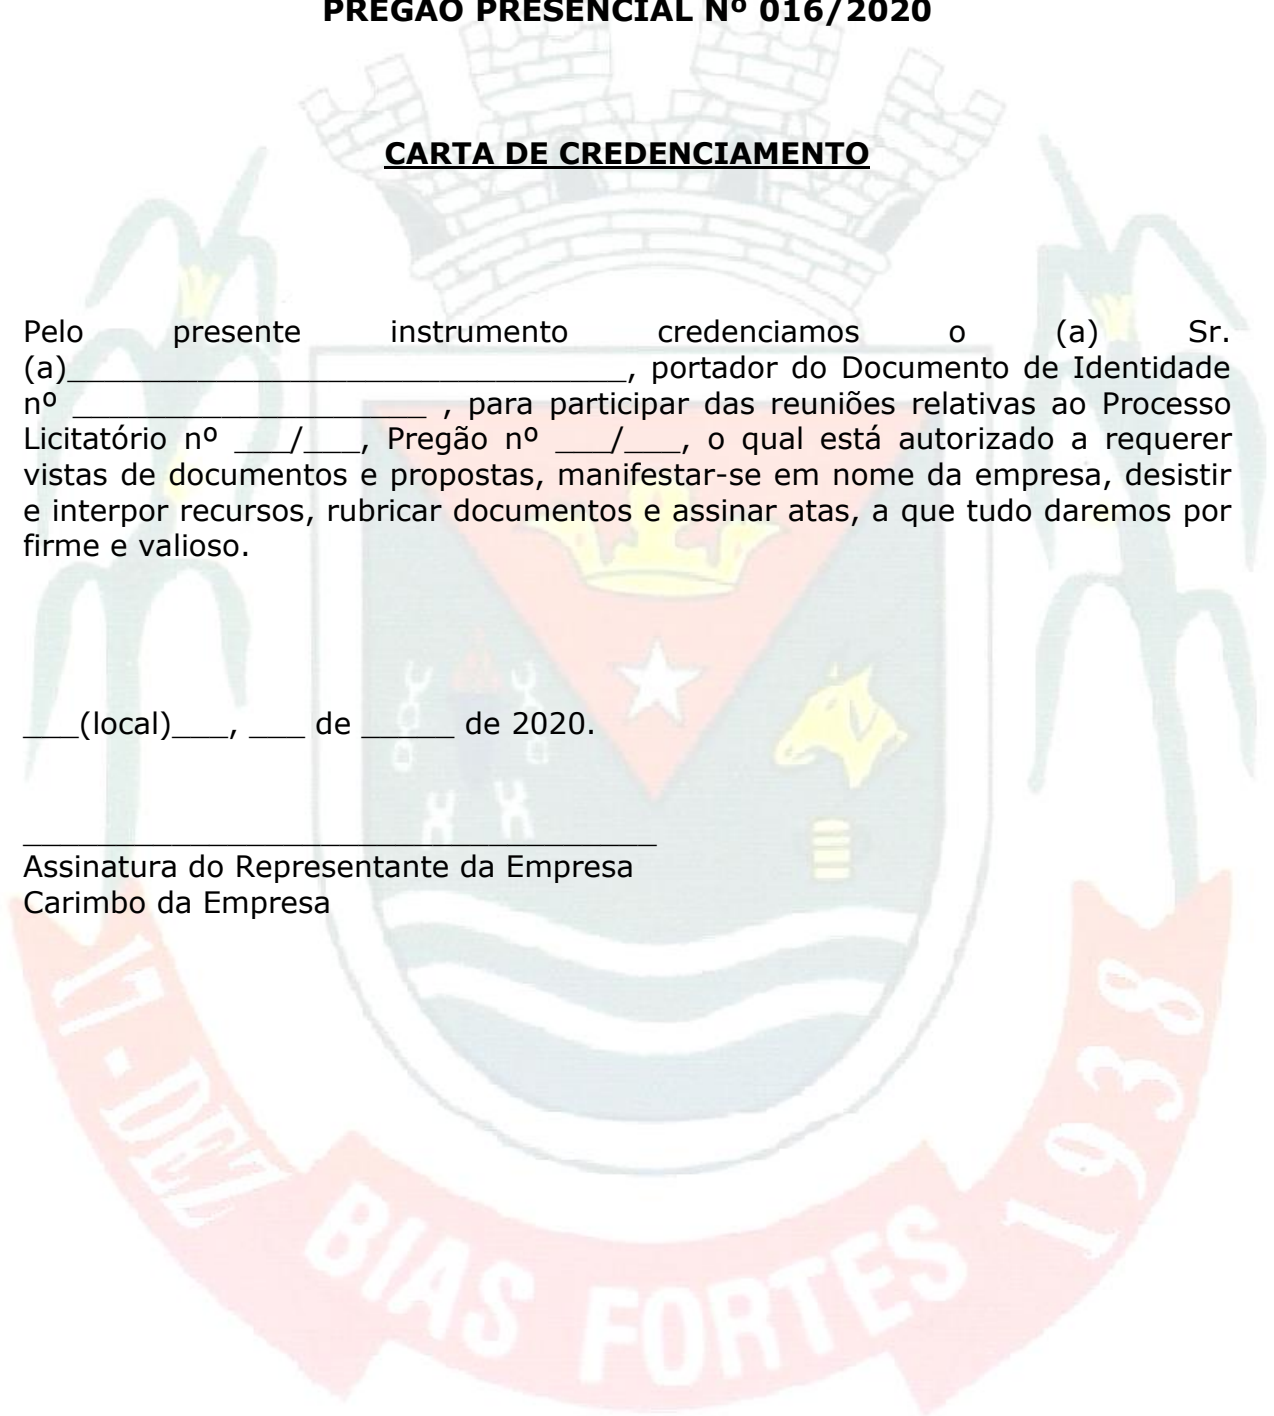 PREGÃO PRESENCIAL Nº 016/2020
CARTA DE CREDENCIAMENTO
Pelo presente instrumento credenciamos o (a) Sr.
(a)______________________________, portador do Documento de Identidade
nº ___________________ , para participar das reuniões relativas ao Processo
Licitatório nº ___/___, Pregão nº ___/___, o qual está autorizado a requerer
vistas de documentos e propostas, manifestar-se em nome da empresa, desistir
e interpor recursos, rubricar documentos e assinar atas, a que tudo daremos por
firme e valioso.
___(local)___, ___ de _____ de 2020.
__________________________________
Assinatura do Representante da Empresa
Carimbo da Empresa
17 - DEZ
BIAS FORTES
1938